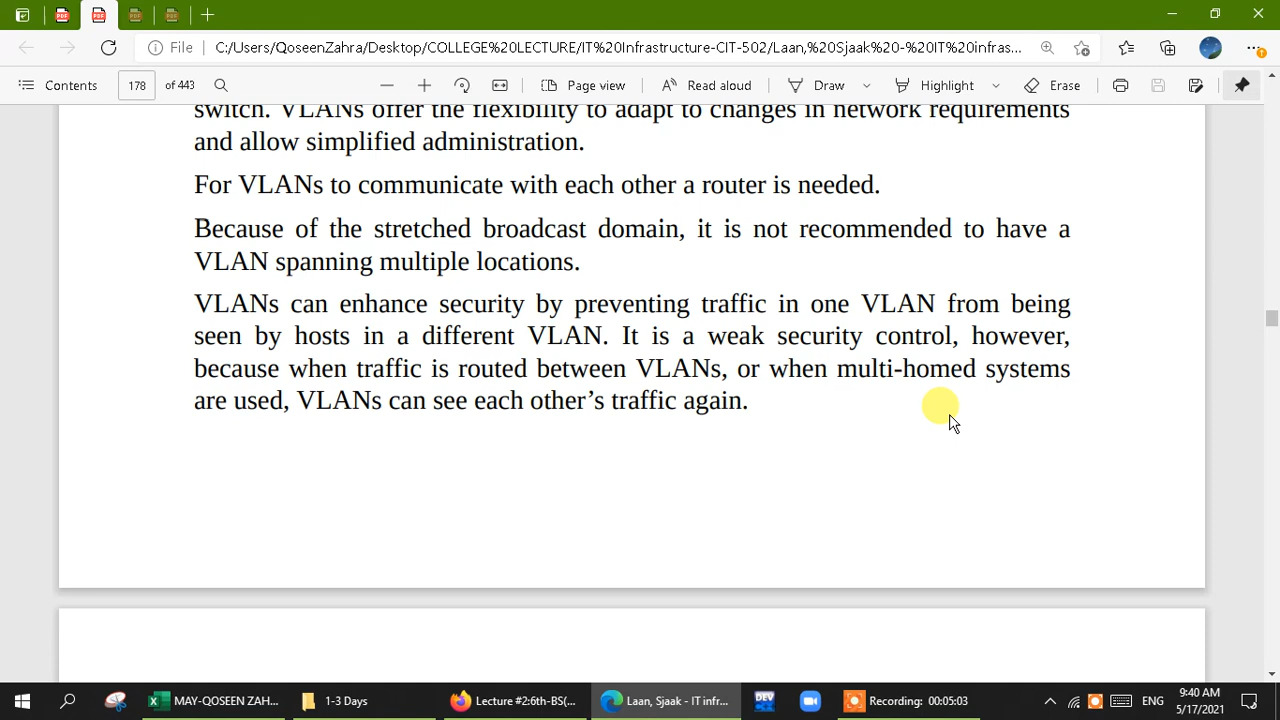 File C:/Users/QoseenZahra/Desktop/COLLEGE%20LECTURE/IT%20Infrastructure-CIT-502/Laan,%20Sjaak%20-%20IT%20infras...
Contents 178 of 443 Page view Read aloud Draw Highlight Erase
switch. VLANs offer the flexibility to adapt to changes in network requirements
and allow simplified administration.
For VLANs to communicate with each other a router is needed.
Because of the stretched broadcast domain, it is not recommended to have a
VLAN spanning multiple locations.
VLANs can enhance security by preventing traffic in one VLAN from being
seen by hosts in a different VLAN. It is a weak security control, however,
because when traffic is routed between VLANs, or when multi-homed systems
are used, VLANs can see each other’s traffic again.
MAY-QOSEEN ZAH... 1-3 Days Lecture #2:6th-BS(... Laan, Sjaak - IT infr... DEV Recording: 00:05:03 ENG 9:40 AM
5/17/2021